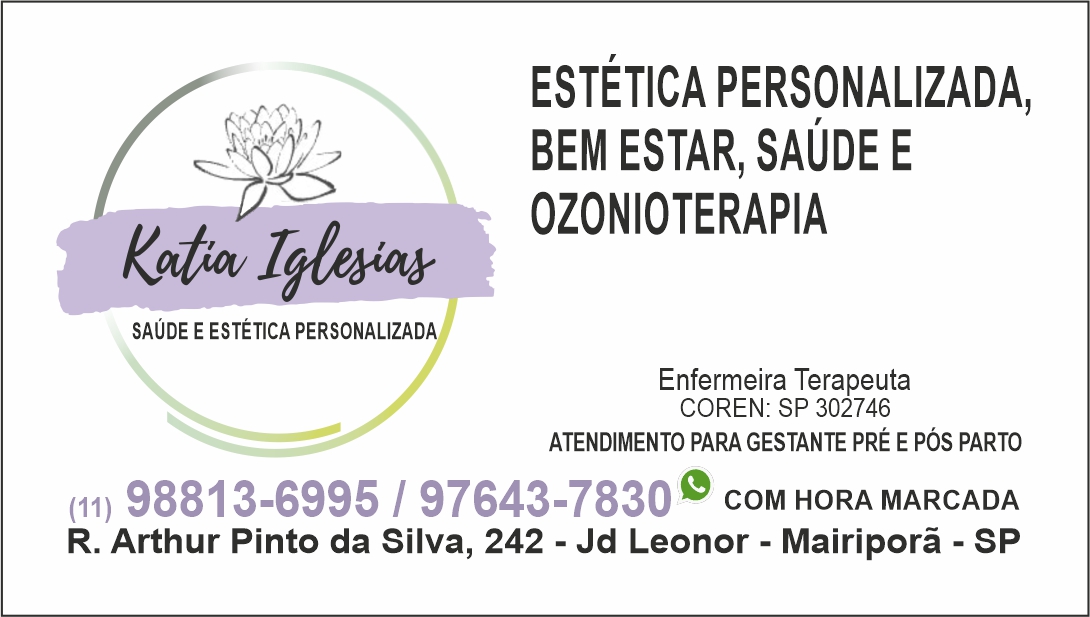 Katia Iglesias
SAÚDE E ESTÉTICA PERSONALIZADA
ESTÉTICA PERSONALIZADA,
BEM ESTAR, SAÚDE E
OZONIOTERAPIA
Enfermeira Terapeuta
COREN: SP 302746
ATENDIMENTO PARA GESTANTE PRÉ E PÓS PARTO
(11) 98813-6995 / 97643-7830 COM HORA MARCADA
R. Arthur Pinto da Silva, 242 - Jd Leonor - Mairiporã - SP